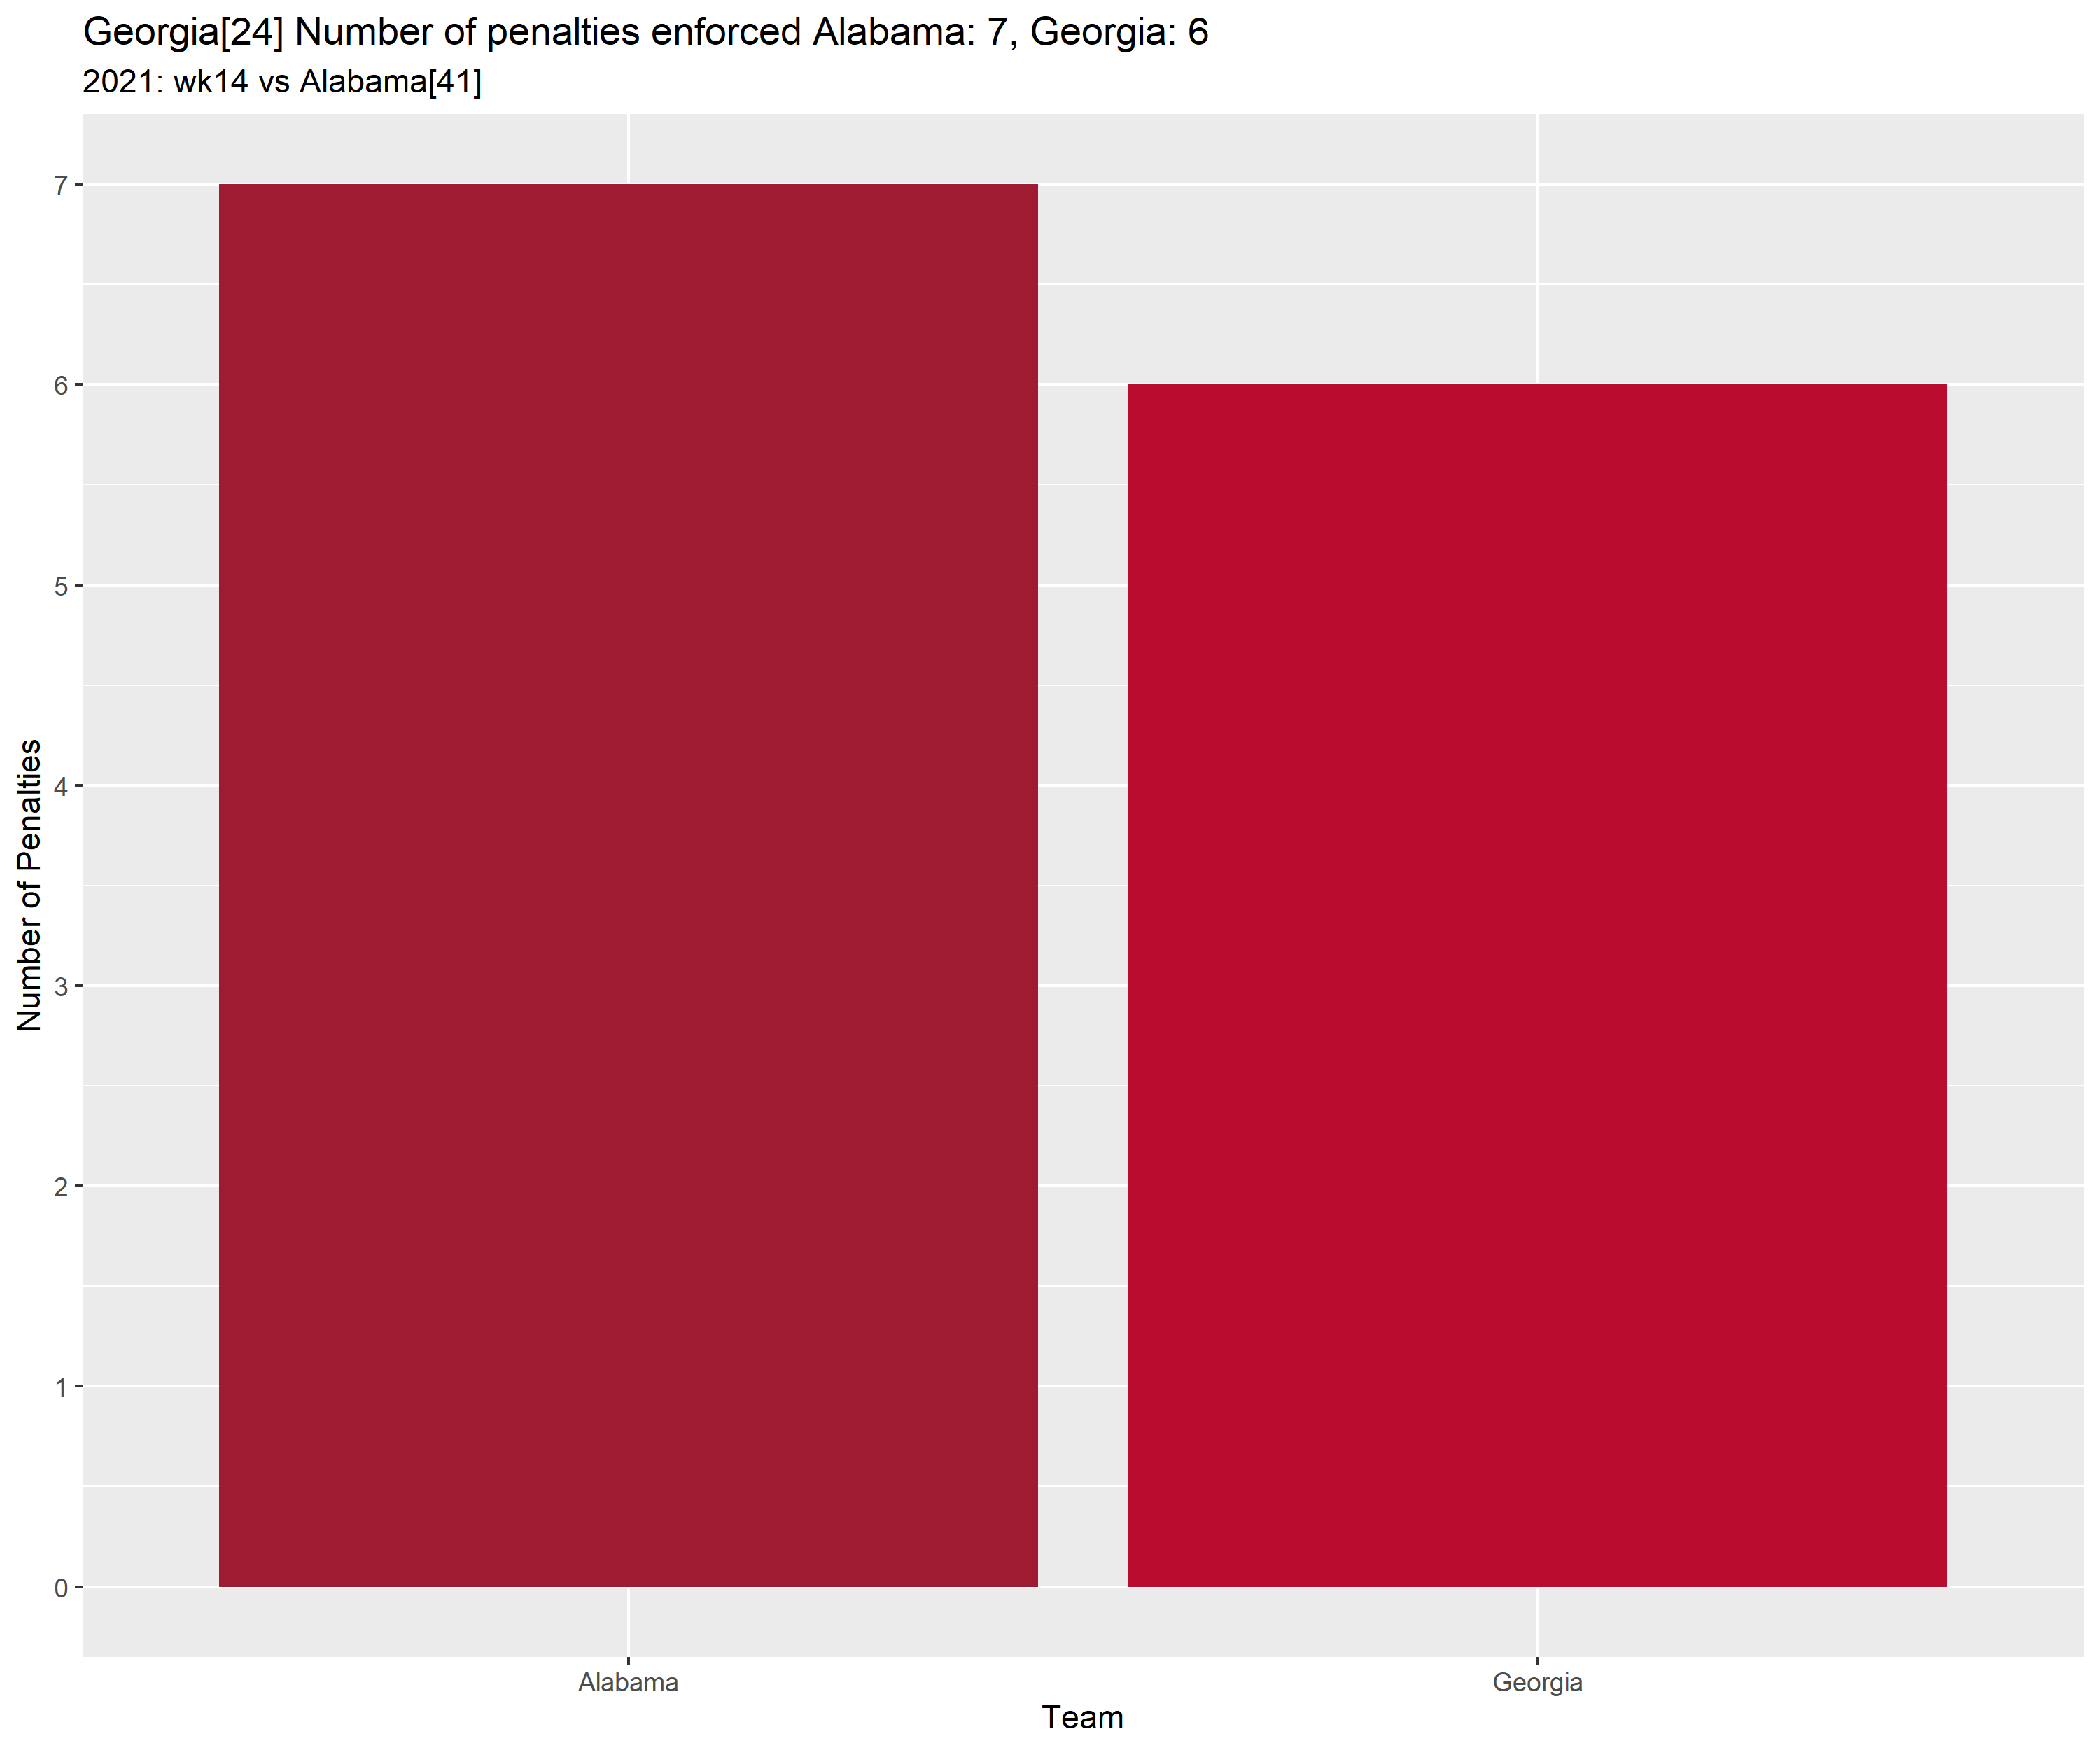 Georgia[24] Number of penalties enforced Alabama: 7, Georgia: 6
2021: wk14 vs Alabama[41]
Number of Penalties
7
6
5
4
3
2
1
0
Alabama
Georgia
Team